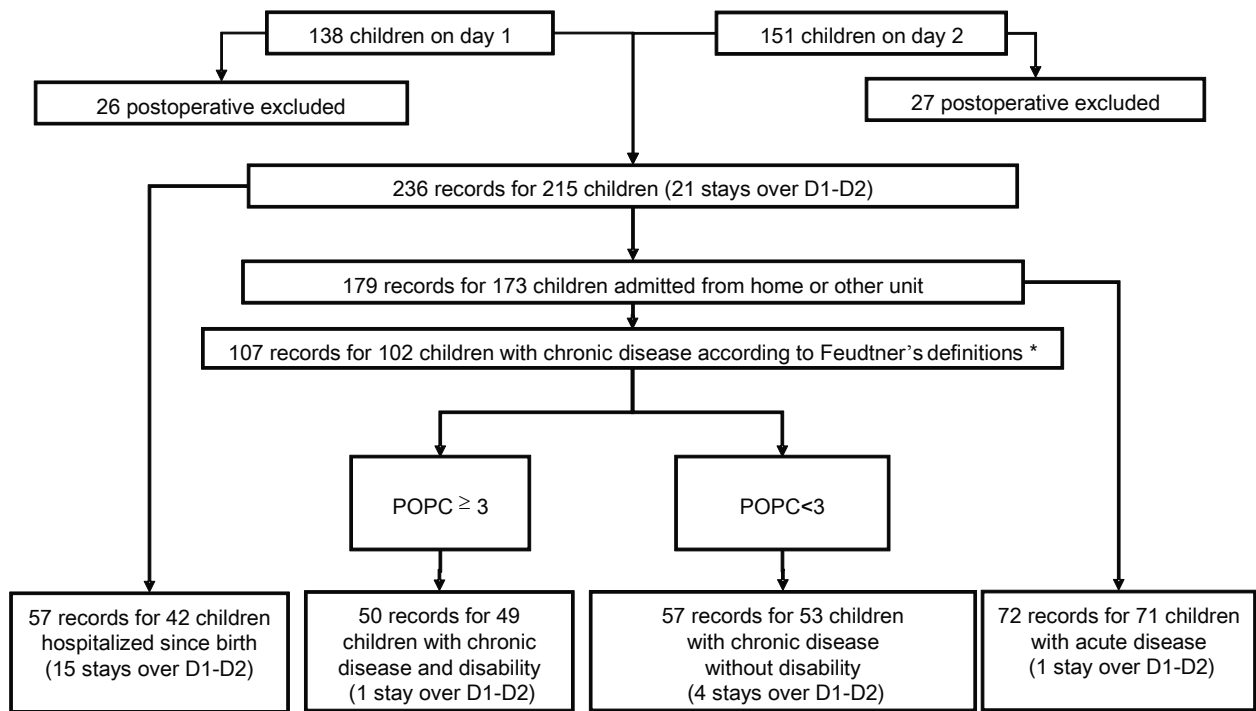 138 children on day 1
151 children on day 2
26 postoperative excluded
27 postoperative excluded
236 records for 215 children (21 stays over D1-D2)
179 records for 173 children admitted from home or other unit
107 records for 102 children with chronic disease according to Feudtner's definitions *
POPC ≥ 3
POPC<3
57 records for 42 children
hospitalized since birth
(15 stays over D1-D2)
50 records for 49
children with chronic
disease and disability
(1 stay over D1-D2)
57 records for 53 children
with chronic disease
without disability
(4 stays over D1-D2)
72 records for 71 children
with acute disease
(1 stay over D1-D2)